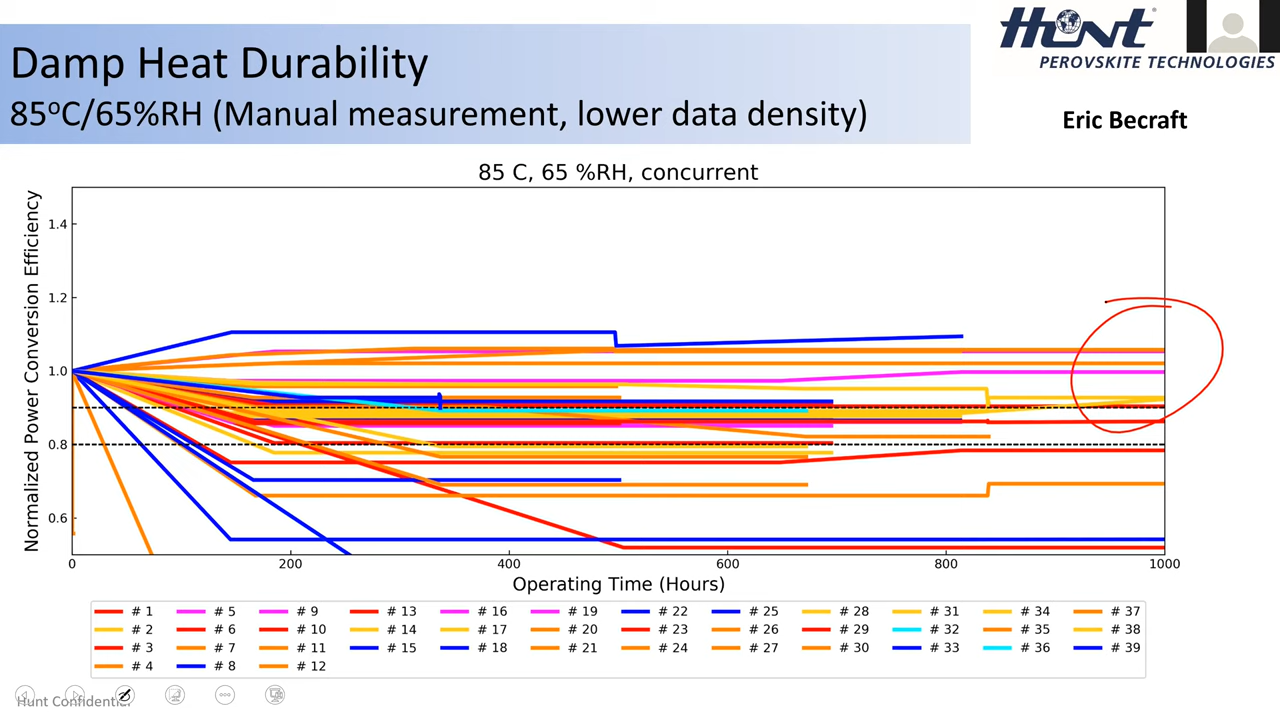 Damp Heat Durability
85ºC/65%RH (Manual measurement, lower data density)
Hunt
PEROVSKITE TECHNOLOGIES
Eric Becraft
85 C, 65 %RH, concurrent
Normalized Power Conversion Efficiency
1.4
1.2
1.0
0.8
0.6
0 200 400 600 800 1000
Operating Time (Hours)
# 1 # 5 # 9 # 13 # 16 # 19 # 22 # 25 # 28 # 31 # 34 # 37
# 2 # 6 # 10 # 14 # 17 # 20 # 23 # 26 # 29 # 32 # 35 # 38
# 3 # 7 # 11 # 15 # 18 # 21 # 24 # 27 # 30 # 33 # 36 # 39
# 4 # 8 # 12
Hunt Confidential